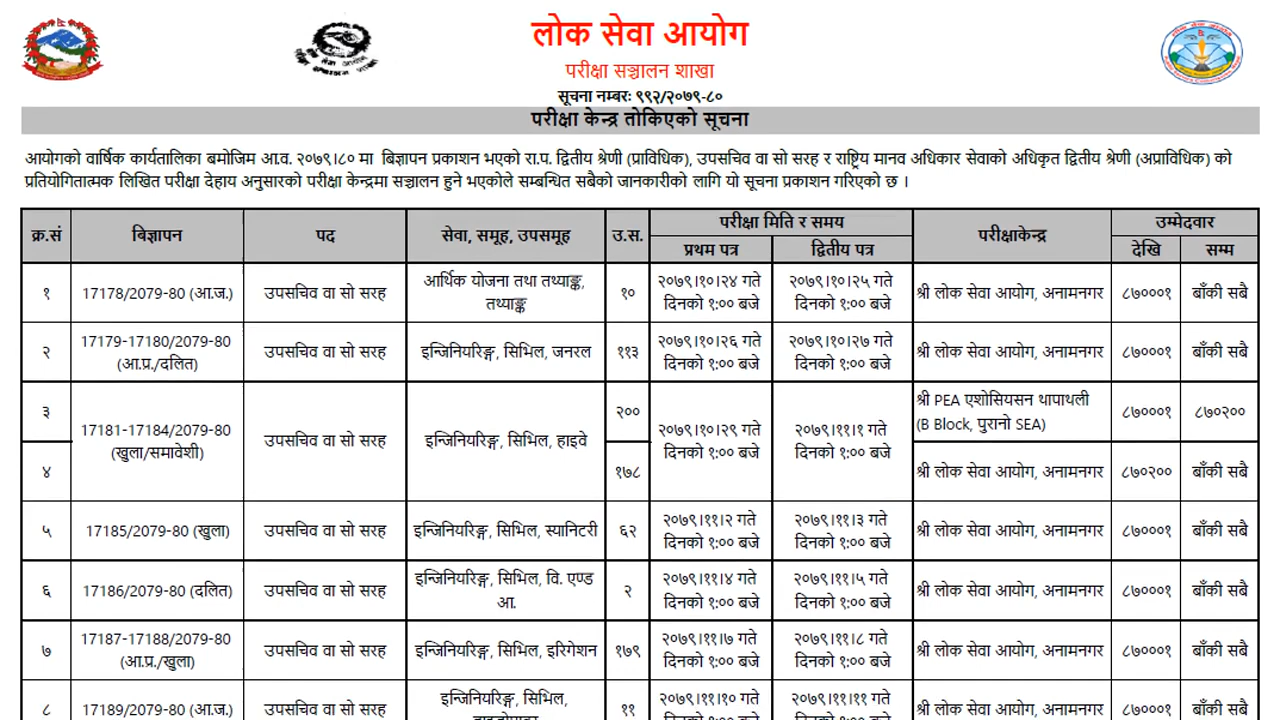 लोक सेवा आयोग
परीक्षा सञ्चालन शाखा
सूचना नम्बरः ९९२/२०७९-८०
परीक्षा केन्द्र तोकिएको सूचना
आयोगको वार्षिक कार्यतालिका बमोजिम आ.व. २०७९।८० मा बिज्ञापन प्रकाशन भएको रा.प. द्वितीय श्रेणी (प्राविधिक), उपसचिव वा सो सरह र राष्ट्रिय मानव अधिकार सेवाको अधिकृत द्वितीय श्रेणी (अप्राविधिक) को
प्रतियोगितात्मक लिखित परीक्षा देहाय अनुसारको परीक्षा केन्द्रमा सञ्चालन हुने भएकोले सम्बन्धित सबैको जानकारीको लागि यो सूचना प्रकाशन गरिएको छ ।
क्र.सं बिज्ञापन पद सेवा, समूह, उपसमूह उ.स. परीक्षा मिति र समय परीक्षाकेन्द्र उम्मेदवार
प्रथम पत्र द्वितीय पत्र देखि सम्म
१ 17178/2079-80 (आ.ज.) उपसचिव वा सो सरह आर्थिक योजना तथा तथ्याङ्क, १० २०७९।१०।२४ गते २०७९।१०।२५ गते श्री लोक सेवा आयोग, अनामनगर ८७०००१ बाँकी सबै
तथ्याङ्क दिनको १:०० बजे दिनको १:०० बजे
२ 17179-17180/2079-80 उपसचिव वा सो सरह इन्जिनियरिङ्ग, सिभिल, जनरल ११३ २०७९।१०।२६ गते २०७९।१०।२७ गते श्री लोक सेवा आयोग, अनामनगर ८७०००१ बाँकी सबै
(आ.प्र./दलित) दिनको १:०० बजे दिनको १:०० बजे
३ 17181-17184/2079-80 उपसचिव वा सो सरह इन्जिनियरिङ्ग, सिभिल, हाइवे २०० २०७९।१०।२९ गते २०७९।११।१ गते श्री PEA एशोसियसन थापाथली ८७०००१ ८७०२००
(खुला/समावेशी) दिनको १:०० बजे दिनको १:०० बजे (B Block, पुरानो SEA)
४ १७८ श्री लोक सेवा आयोग, अनामनगर ८७०२०० बाँकी सबै
५ 17185/2079-80 (खुला) उपसचिव वा सो सरह इन्जिनियरिङ्ग, सिभिल, स्यानिटरी ६२ २०७९।११।२ गते २०७९।११।३ गते श्री लोक सेवा आयोग, अनामनगर ८७०००१ बाँकी सबै
दिनको १:०० बजे दिनको १:०० बजे
६ 17186/2079-80 (दलित) उपसचिव वा सो सरह इन्जिनियरिङ्ग, सिभिल, वि. एण्ड २ २०७९।११।४ गते २०७९।११।५ गते श्री लोक सेवा आयोग, अनामनगर ८७०००१ बाँकी सबै
आ. दिनको १:०० बजे दिनको १:०० बजे
७ 17187-17188/2079-80 उपसचिव वा सो सरह इन्जिनियरिङ्ग, सिभिल, इरिगेशन १७९ २०७९।११।७ गते २०७९।११।८ गते श्री लोक सेवा आयोग, अनामनगर ८७०००१ बाँकी सबै
(आ.प्र./खुला) दिनको १:०० बजे दिनको १:०० बजे
८ 17189/2079-80 (आ.ज.) उपसचिव वा सो सरह इन्जिनियरिङ्ग, सिभिल, ११ २०७९।११।१० गते २०७९।११।११ गते श्री लोक सेवा आयोग, अनामनगर ८७०००१ बाँकी सबै